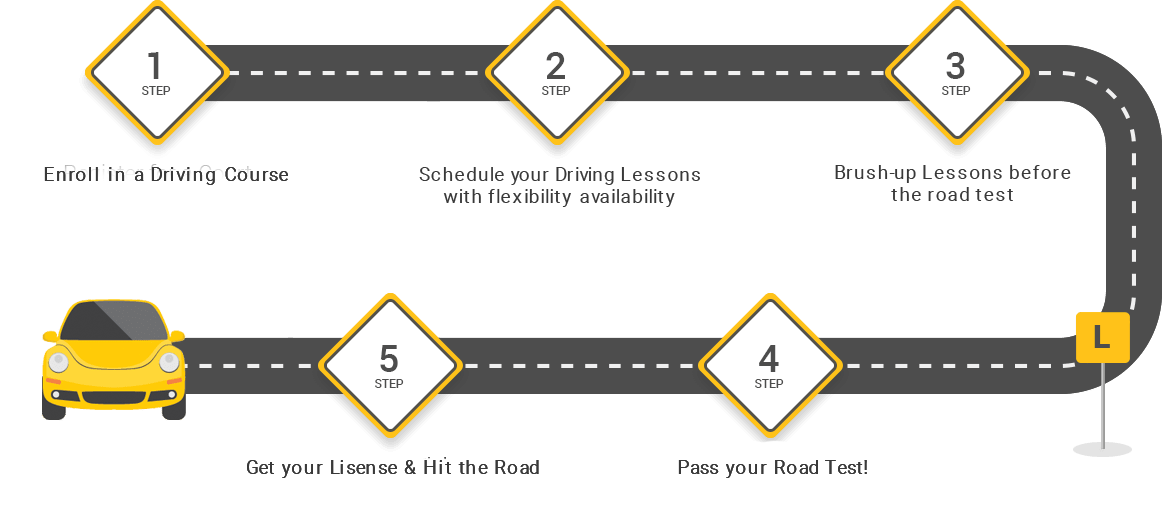 1
STEP
2
STEP
3
STEP
Enroll in a Driving Course
Schedule your Driving Lessons
with flexibility availability
Brush-up Lessons before
the road test
L
5
STEP
4
STEP
Get your Lisense & Hit the Road
Pass your Road Test!